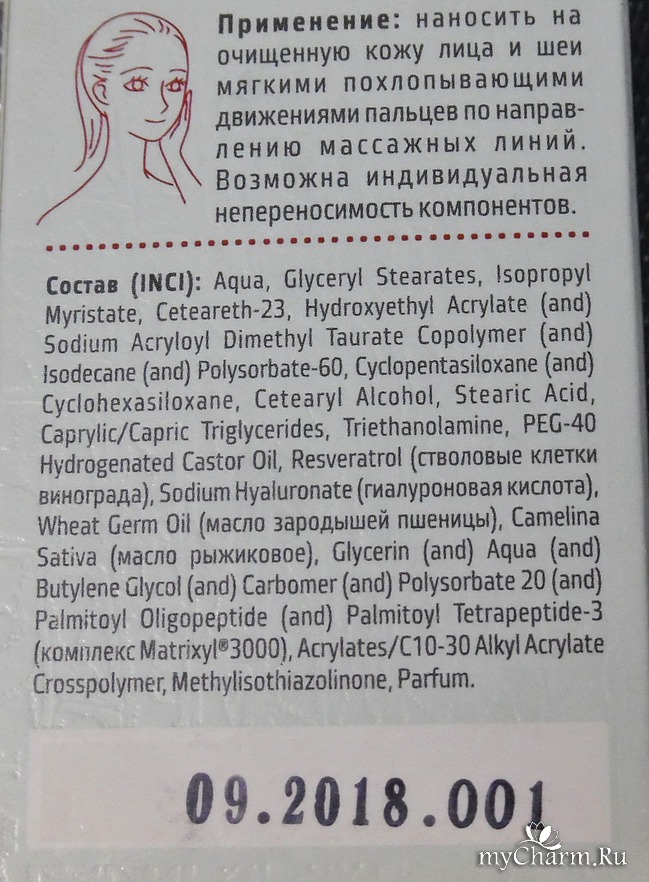 Применение: наносить на
очищенную кожу лица и шеи
мягкими похлопывающими
движениями пальцев по направ-
лению массажных линий.
Возможна индивидуальная
непереносимость компонентов.
Состав (INCI): Aqua, Glyceryl Stearates, Isopropyl
Myristate, Ceteareth-23, Hydroxyethyl Acrylate (and)
Sodium Acryloyl Dimethyl Taurate Copolymer (and)
Isodecane (and) Polysorbate-60, Cyclopentasiloxane (and)
Cyclohexasiloxane, Cetearyl Alcohol, Stearic Acid,
Caprylic/Capric Triglycerides, Triethanolamine, PEG-40
Hydrogenated Castor Oil, Resveratrol (стволовые клетки
винограда), Sodium Hyaluronate (гиалуроновая кислота),
Wheat Germ Oil (масло зародышей пшеницы), Camelina
Sativa (масло рыжиковое), Glycerin (and) Aqua (and)
Butylene Glycol (and) Carbomer (and) Polysorbate 20 (and)
Palmitoyl Oligopeptide (and) Palmitoyl Tetrapeptide-3
(комплекс Matrixyl®3000), Acrylates/C10-30 Alkyl Acrylate
Crosspolymer, Methylisothiazolinone, Parfum.
09.2018.001
myCharm.Ru